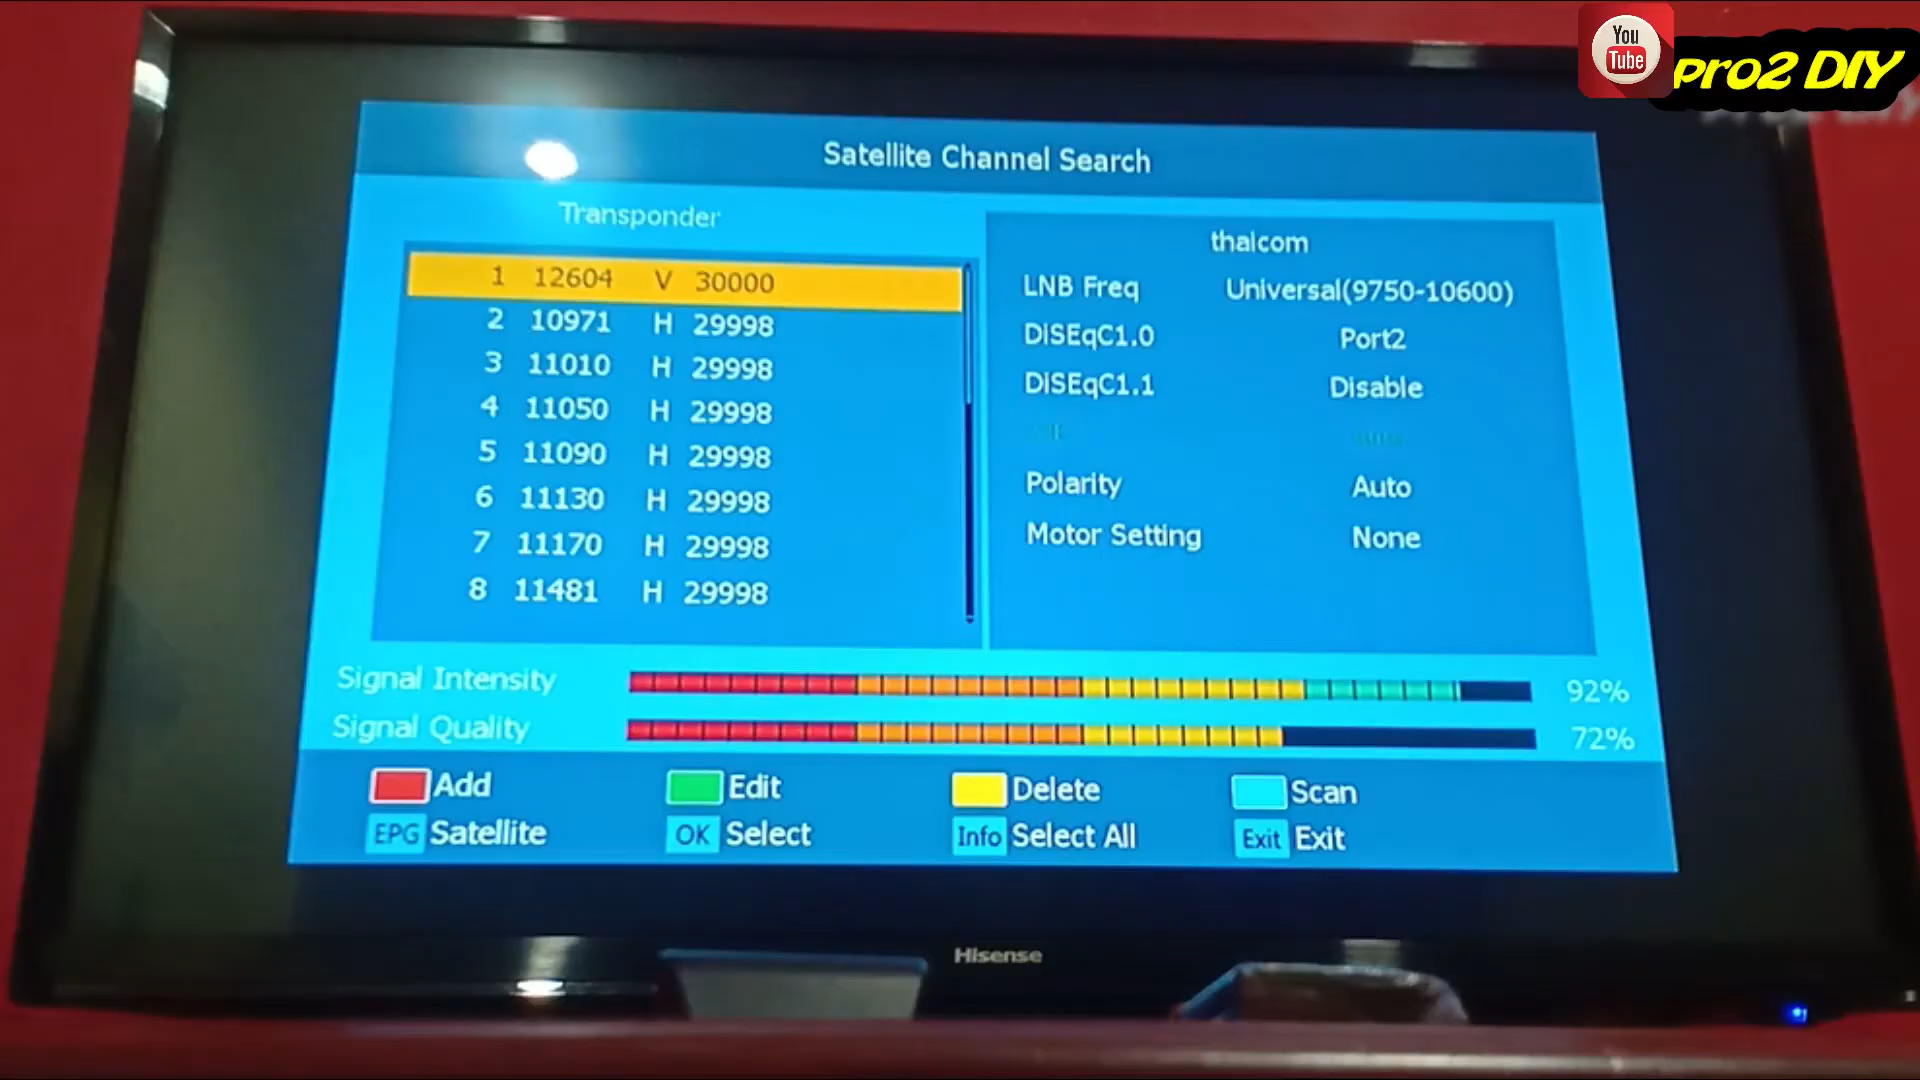 You
Tube
pro2 DIY
Satellite Channel Search
Transponder
1 12604 V 30000
2 10971 H 29998
3 11010 H 29998
4 11050 H 29998
5 11090 H 29998
6 11130 H 29998
7 11170 H 29998
8 11481 H 29998
thaicom
LNB Freq Universal(9750-10600)
DiSEqC1.0 Port2
DiSEqC1.1 Disable
Polarity Auto
Motor Setting None
Signal Intensity 92%
Signal Quality 72%
Add Edit Delete Scan
EPG Satellite OK Select Info Select All Exit Exit
Hisense